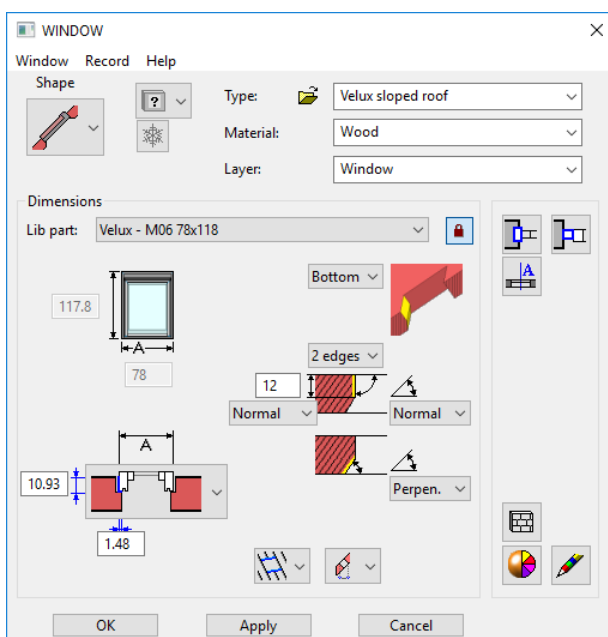 WINDOW
Window Record Help
Shape
?
Type: Velux sloped roof
Material: Wood
Layer: Window
Dimensions
Lib part: Velux - M06 78x118
A
Bottom
117.8
A
78
2 edges
12
Normal Normal
A
10.93
Perpen.
1.48
OK Apply Cancel